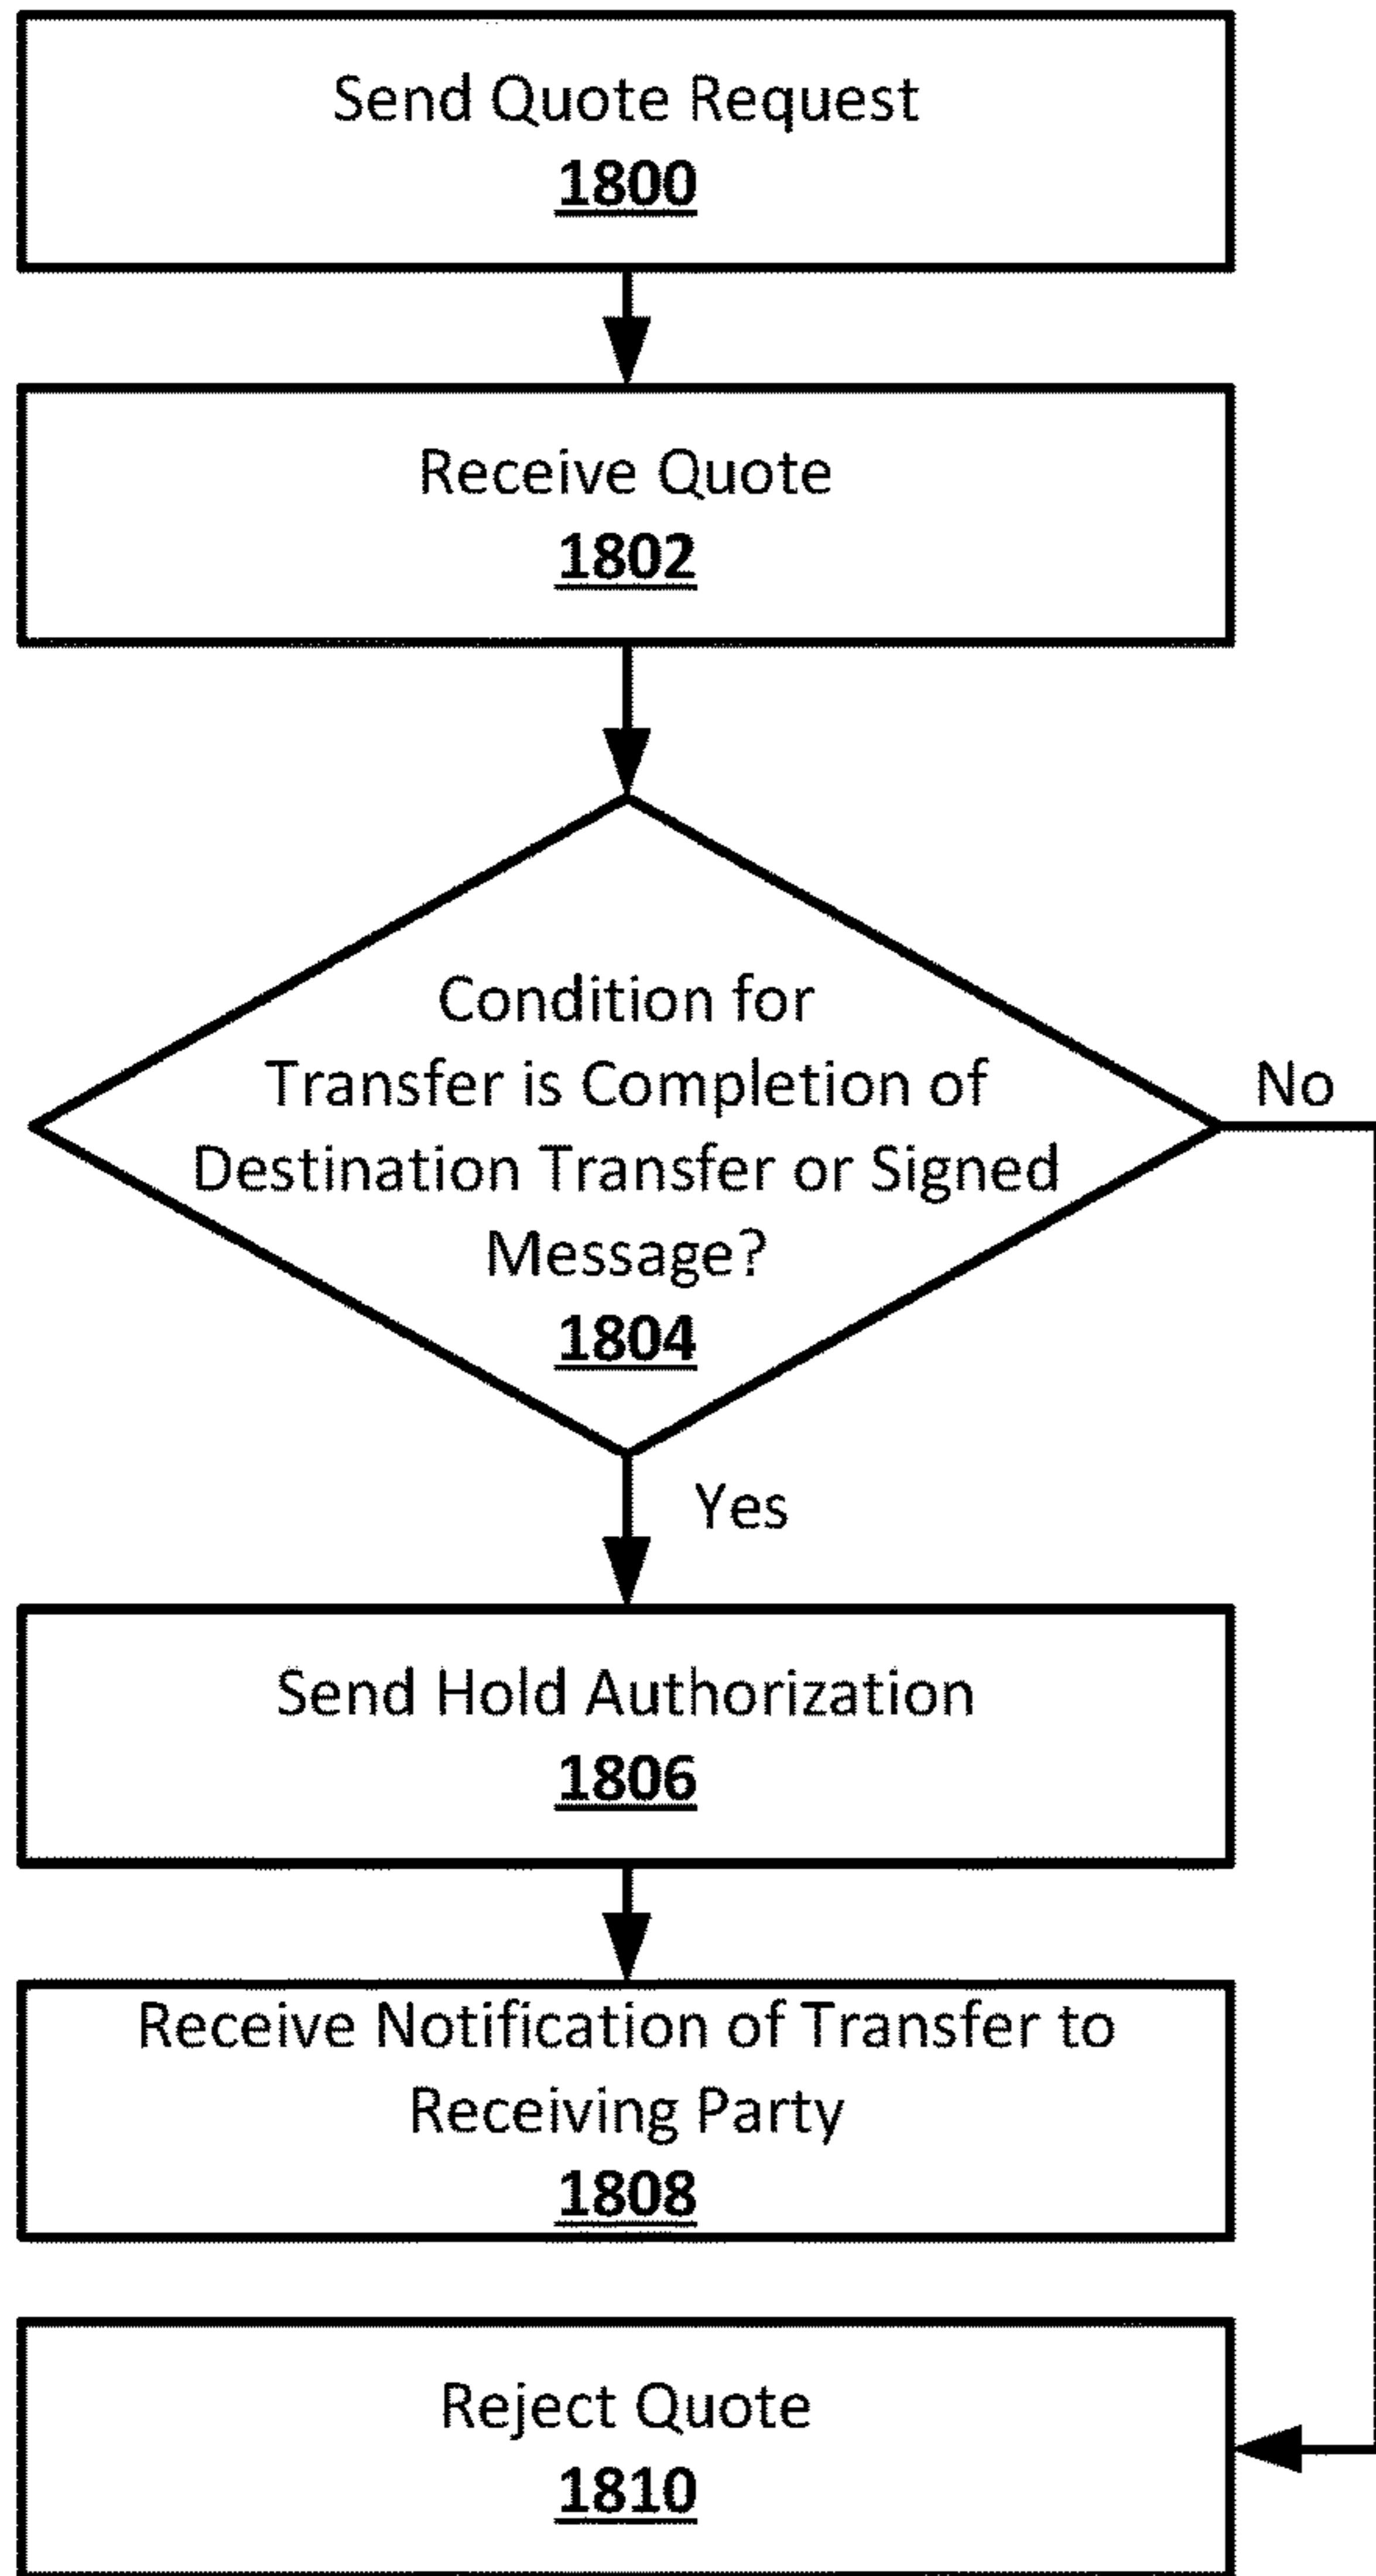 Send Quote Request
1800
Receive Quote
1802
Condition for
Transfer is Completion of
Destination Transfer or Signed
Message?
1804
No
Yes
Send Hold Authorization
1806
Receive Notification of Transfer to
Receiving Party
1808
Reject Quote
1810